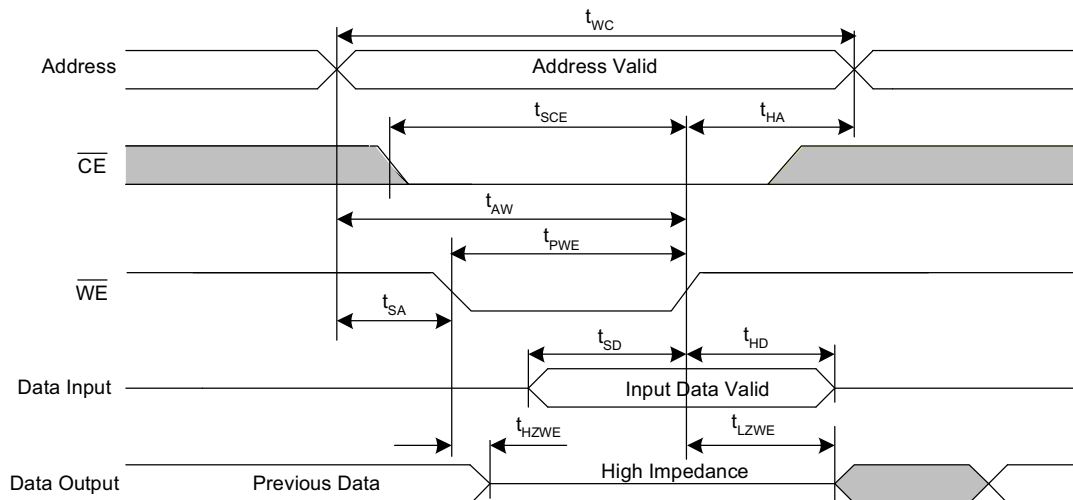 tWC
Address
Address Valid
tSCE
tHA
CE
tAW
tPWE
WE
tSA
tSD
tHD
Data Input
Input Data Valid
tHZWE
tLZWE
Data Output
Previous Data
High Impedance